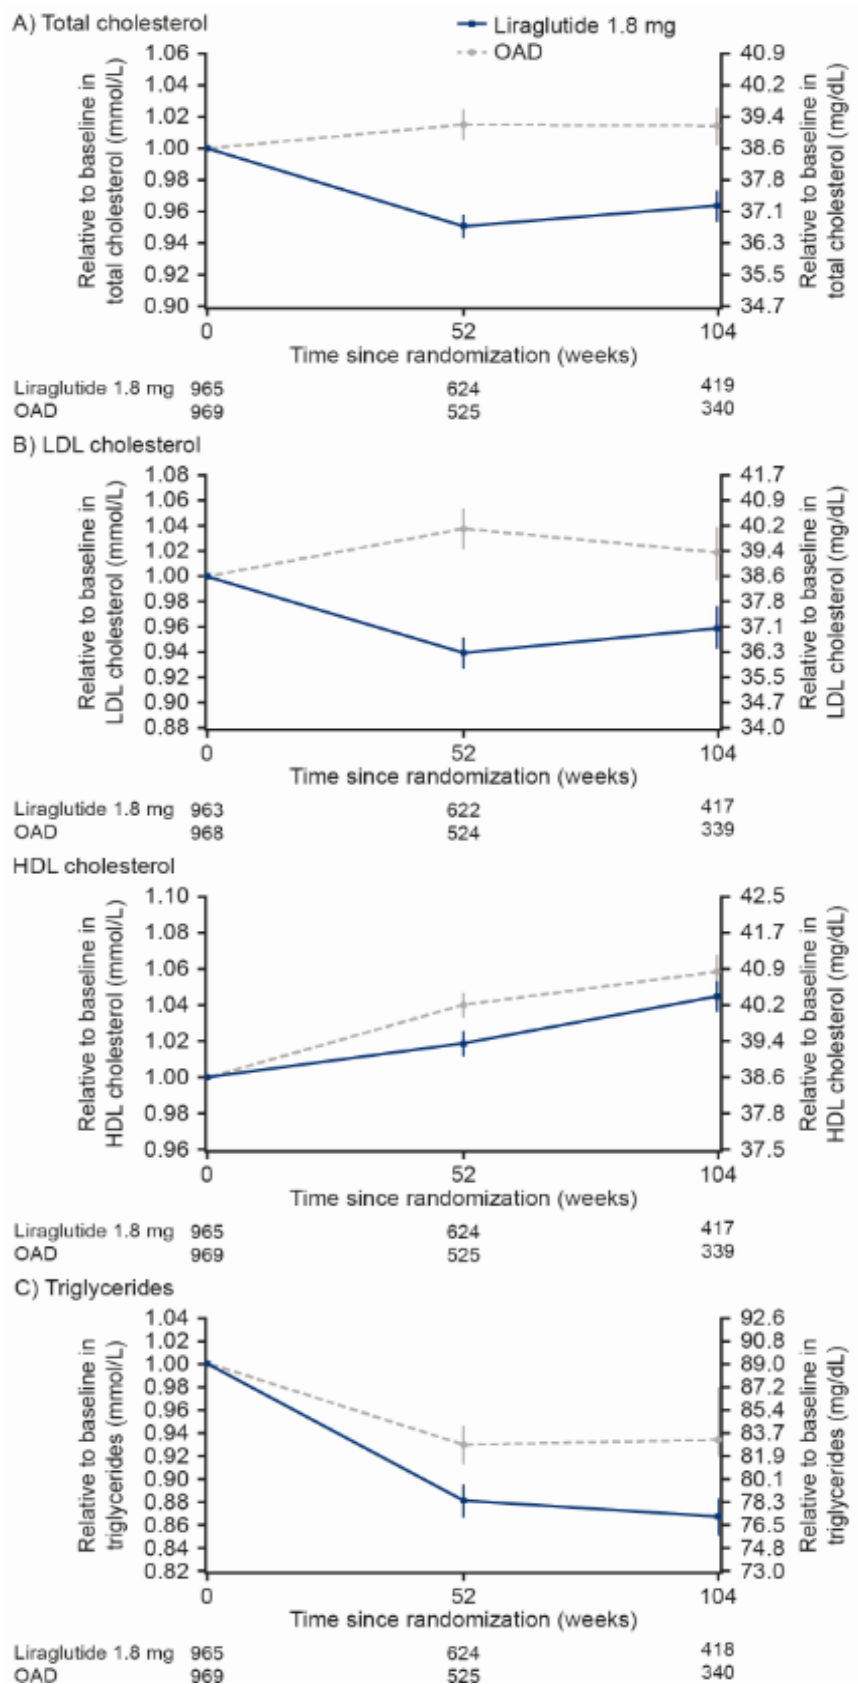 A) Total cholesterol
Liraglutide 1.8 mg
OAD
Relative to baseline in
total cholesterol (mmol/L)
1.06
1.04
1.02
1.00
0.98
0.96
0.94
0.92
0.90
40.9
40.2
39.4
38.6
37.8
37.1
36.3
35.5
34.7
Relative to baseline in
total cholesterol (mg/dL)
0 52 104
Time since randomization (weeks)
Liraglutide 1.8 mg 965 624 419
OAD 969 525 340
B) LDL cholesterol
Relative to baseline in
LDL cholesterol (mmol/L)
1.08
1.06
1.04
1.02
1.00
0.98
0.96
0.94
0.92
0.90
0.88
41.7
40.9
40.2
39.4
38.6
37.8
37.1
36.3
35.5
34.7
34.0
Relative to baseline in
LDL cholesterol (mg/dL)
0 52 104
Time since randomization (weeks)
Liraglutide 1.8 mg 963 622 417
OAD 968 524 339
HDL cholesterol
Relative to baseline in
HDL cholesterol (mmol/L)
1.10
1.08
1.06
1.04
1.02
1.00
0.98
0.96
42.5
41.7
40.9
40.2
39.4
38.6
37.8
37.5
Relative to baseline in
HDL cholesterol (mg/dL)
0 52 104
Time since randomization (weeks)
Liraglutide 1.8 mg 965 624 417
OAD 969 525 339
C) Triglycerides
Relative to baseline in
triglycerides (mmol/L)
1.04
1.00
0.98
0.96
0.94
0.92
0.90
0.88
0.86
0.84
0.82
92.6
90.8
89.0
87.2
85.4
83.7
81.9
80.1
78.3
76.5
74.8
73.0
Relative to baseline in
triglycerides (mg/dL)
0 52 104
Time since randomization (weeks)
Liraglutide 1.8 mg 965 624 418
OAD 969 525 340